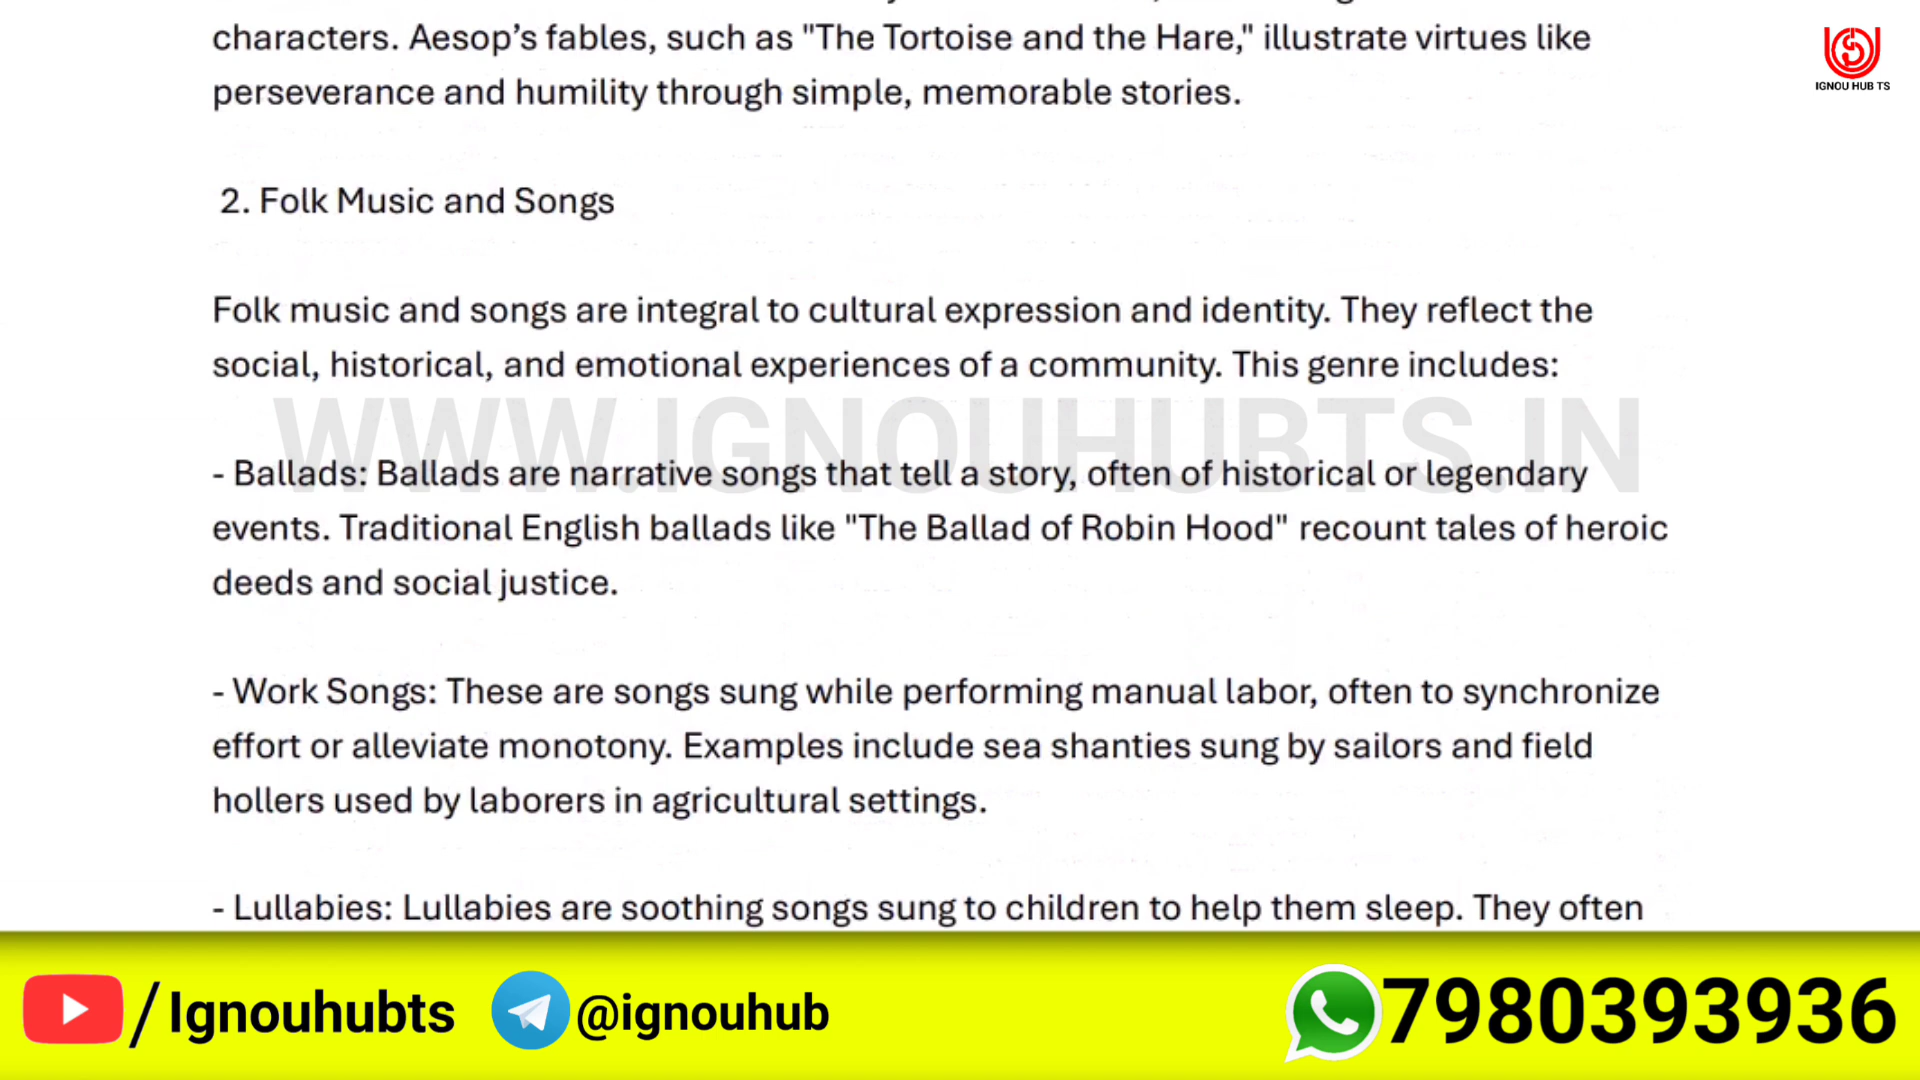 characters. Aesop’s fables, such as "The Tortoise and the Hare," illustrate virtues like
perseverance and humility through simple, memorable stories.
2. Folk Music and Songs
Folk music and songs are integral to cultural expression and identity. They reflect the
social, historical, and emotional experiences of a community. This genre includes:
WWW.IGNOUHUBTS.IN
- Ballads: Ballads are narrative songs that tell a story, often of historical or legendary
events. Traditional English ballads like "The Ballad of Robin Hood" recount tales of heroic
deeds and social justice.
- Work Songs: These are songs sung while performing manual labor, often to synchronize
effort or alleviate monotony. Examples include sea shanties sung by sailors and field
hollers used by laborers in agricultural settings.
- Lullabies: Lullabies are soothing songs sung to children to help them sleep. They often
IGNOU HUB TS
/Ignouhubts @ignouhub 7980393936